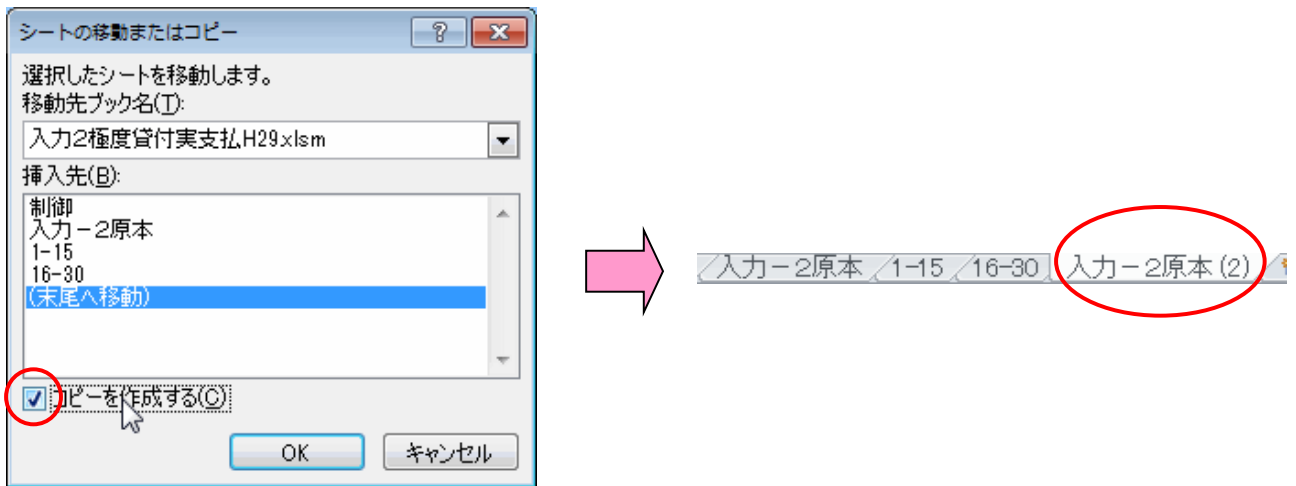 シートの移動またはコピー
選択したシートを移動します。
移動先ブック名(T):
入力2極度貸付実支払H29.xlsm
挿入先(B):
制御
入力－2原本
1-15
16-30
(末尾へ移動)
コピーを作成する(C)
OK キャンセル
入力－2原本 1-15 16-30 入力－2原本 (2)